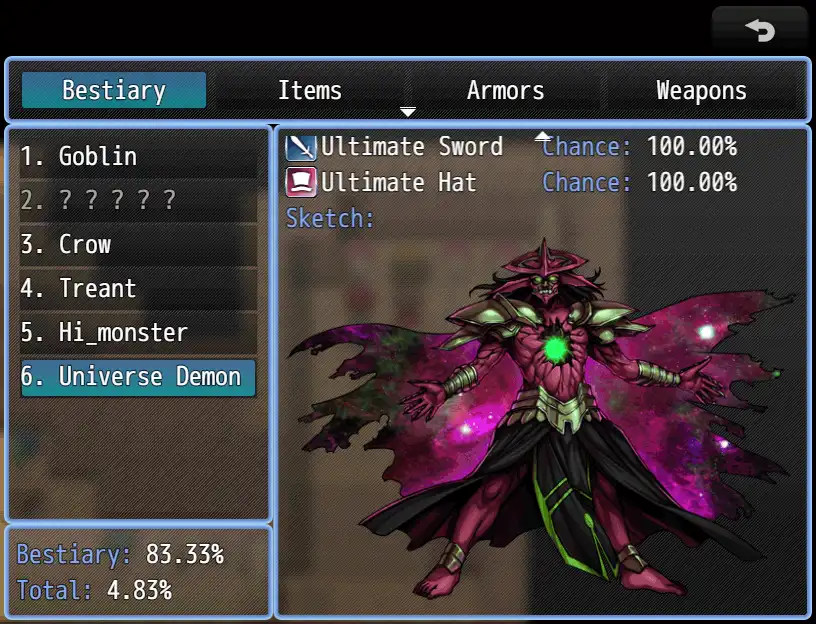 Bestiary Items Armors Weapons
1. Goblin
2. ? ? ? ? ?
3. Crow
4. Treant
5. Hi_monster
6. Universe Demon
Bestiary: 83.33%
Total: 4.83%
Ultimate Sword Chance: 100.00%
Ultimate Hat Chance: 100.00%
Sketch: